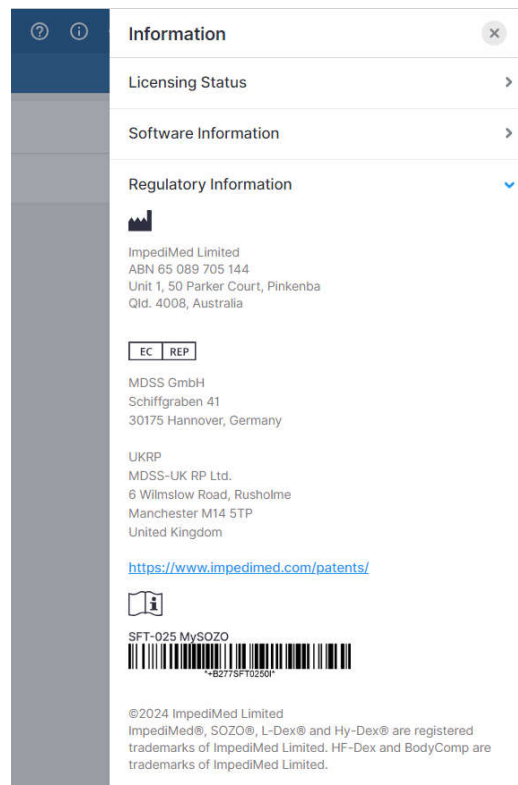 Information
Licensing Status
Software Information
Regulatory Information
ImpediMed Limited
ABN 65 089 705 144
Unit 1, 50 Parker Court, Pinkenba
Qld. 4008, Australia
EC REP
MDSS GmbH
Schiffgraben 41
30175 Hannover, Germany
UKRP
MDSS-UK RP Ltd.
6 Wilmslow Road, Rusholme
Manchester M14 5TP
United Kingdom
https://www.impedimed.com/patents/
SFT-025 MySOZO
*+B277SFT0250I*
©2024 ImpediMed Limited
ImpediMed®, SOZO®, L-Dex® and Hy-Dex® are registered
trademarks of ImpediMed Limited. HF-Dex and BodyComp are
trademarks of ImpediMed Limited.